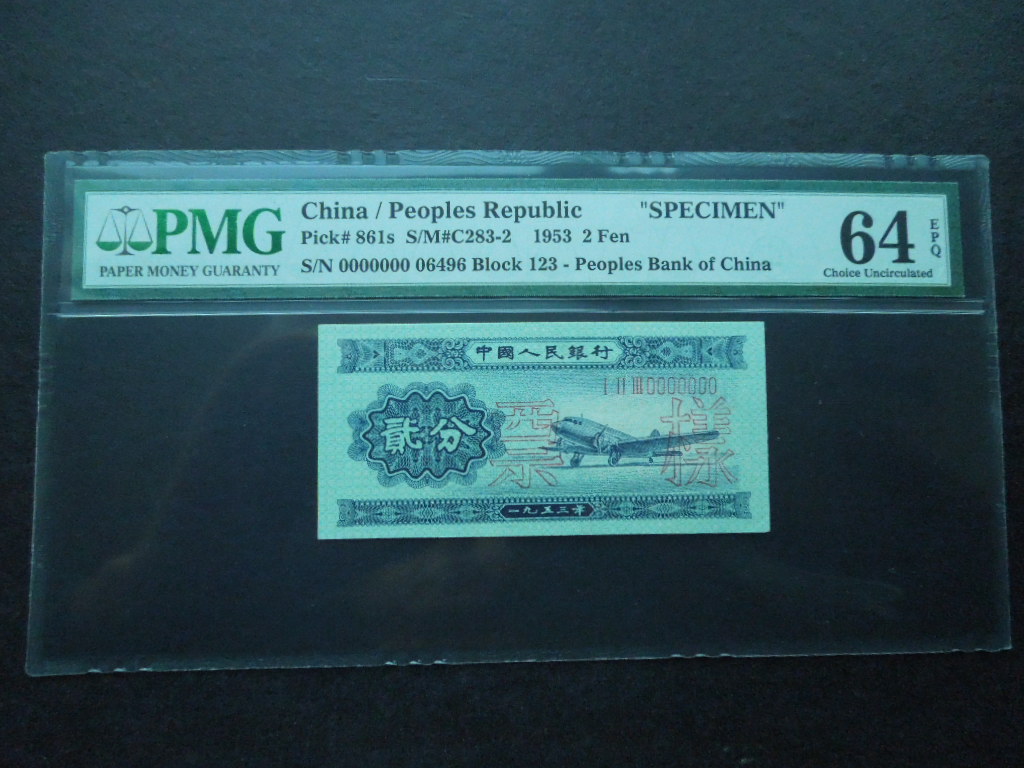 PMG
PAPER MONEY GUARANTY
China / Peoples Republic "SPECIMEN"
Pick# 861s S/M#C283-2 1953 2 Fen
S/N 0000000 06496 Block 123 - Peoples Bank of China
64
EPQ
Choice Uncirculated
中國人民銀行
I II III 0000000
貳分
票樣
一九五三年